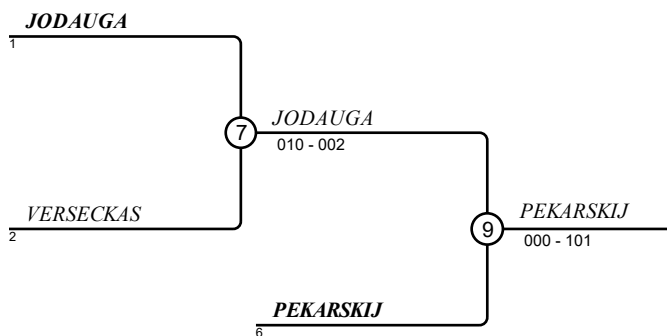 JODAUGA
1
7
JODAUGA
010 - 002
VERSECKAS
2
PEKARSKIJ
9
000 - 101
PEKARSKIJ
6